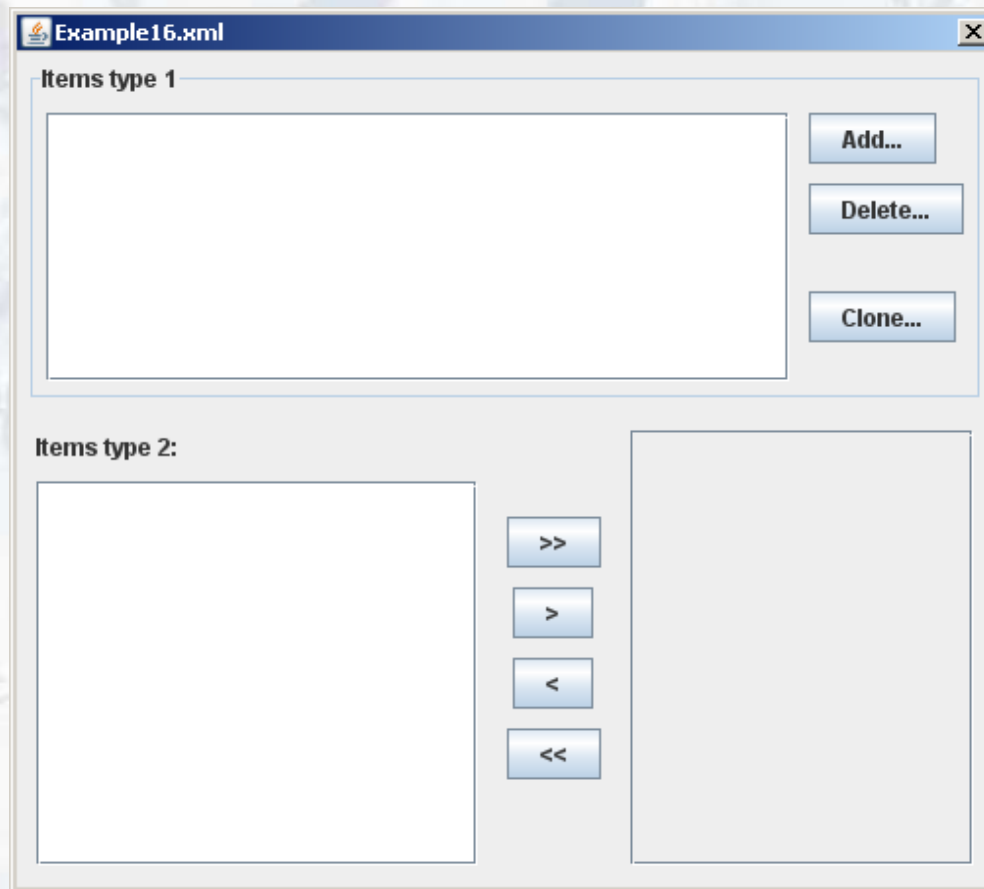 Example16.xml
Items type 1
Add...
Delete...
Clone...
Items type 2:
>>
>
<
<<